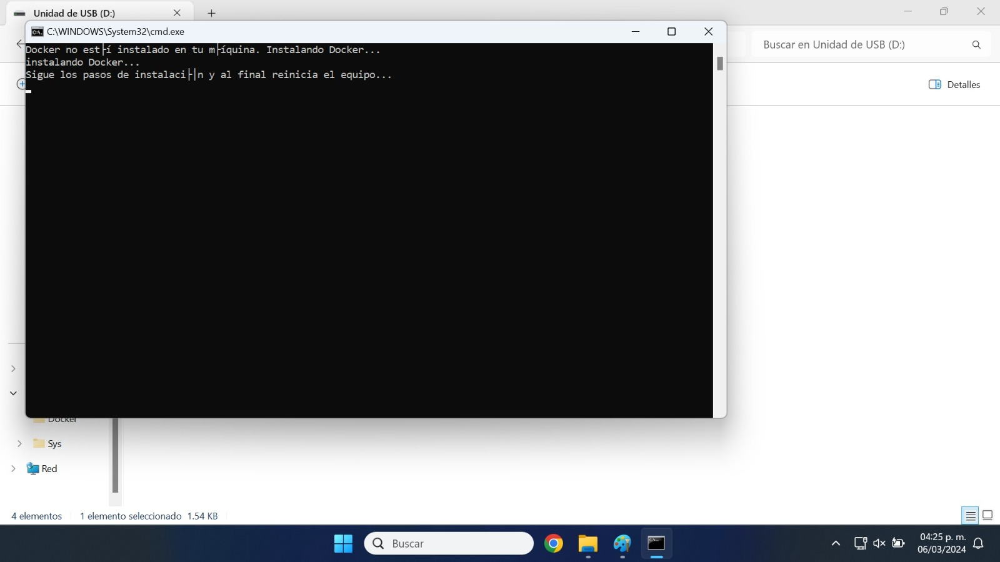 Unidad de USB (D:)
C:\WINDOWS\System32\cmd.exe
Buscar en Unidad de USB (D:)
Docker no est├í instalado en tu m├íquina. Instalando Docker...
instalando Docker...
Sigue los pasos de instalaci├│n y al final reinicia el equipo...
Detalles
Docker
Sys
Red
4 elementos
1 elemento seleccionado 1.54 KB
Buscar
04:25 p. m.
06/03/2024